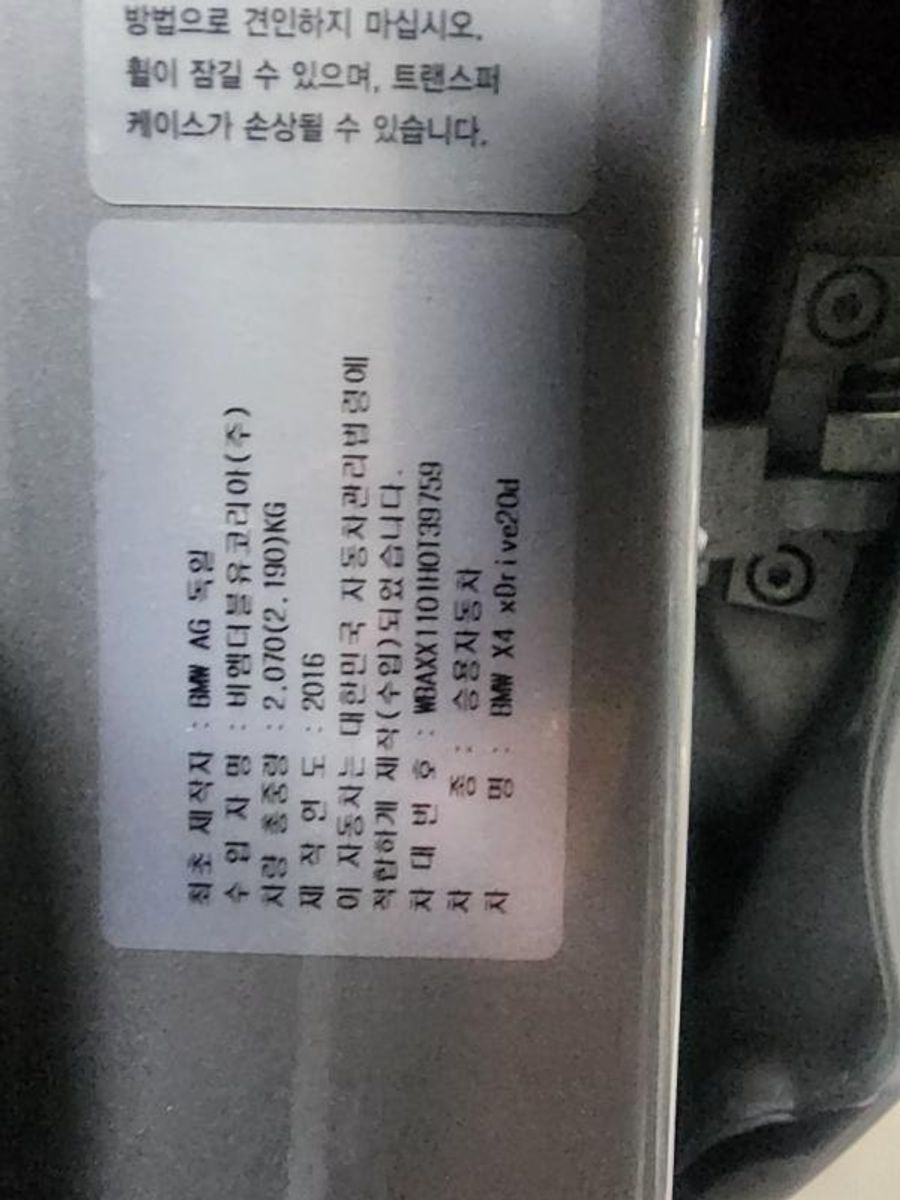 방법으로 견인하지 마십시오.
휠이 잠길 수 있으며, 트랜스퍼
케이스가 손상될 수 있습니다.
최초 제작자 : BMW AG 독일
수 입 자 명 : 비엠더블유코리아(주)
차량 총중량 : 2,070(2,190)KG
제 작 연 도 : 2016
이 자동차는 대한민국 자동차관리법령에
적합하게 제작(수입)되었습니다.
차 대 번 호 : WBAXX1101H0139759
차 종 : 승용자동차
차 명 : BMW X4 xDrive20d